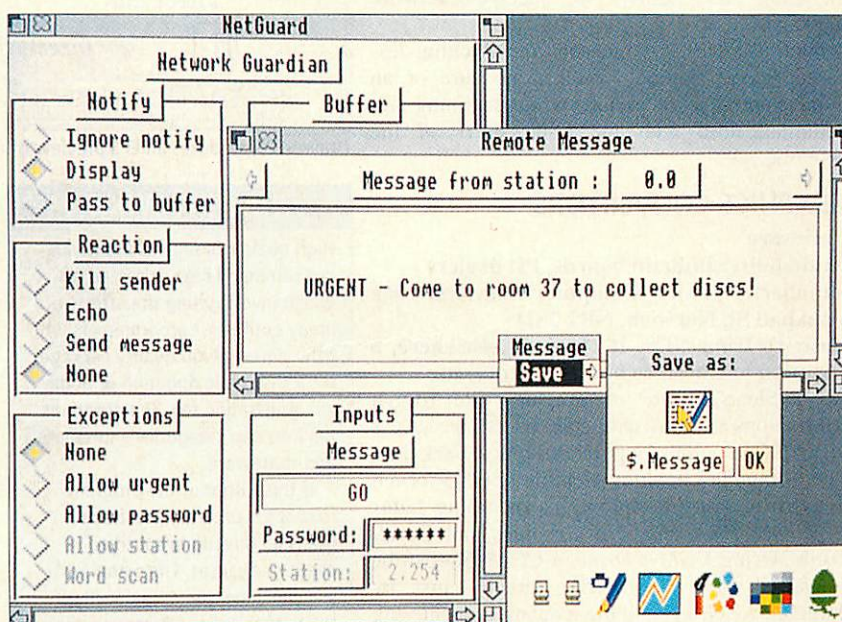 NetGuard
Network Guardian
Notify
Ignore notify
Display
Pass to buffer
Reaction
Kill sender
Echo
Send message
None
Exceptions
None
Allow urgent
Allow password
Allow station
Word scan
Buffer
Inputs
Message
GO
Password: ******
Station: 2.254
Remote Message
Message from station : 0.0
URGENT - Come to room 37 to collect discs!
Message
Save
Save as:
$.Message OK